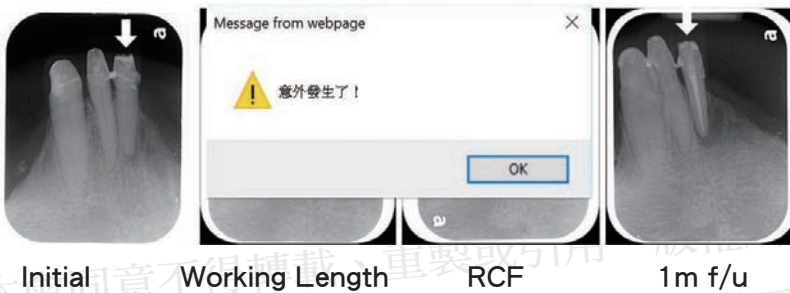 Message from webpage
意外發生了！
OK
a
a
a
Initial Working Length RCF 1m f/u